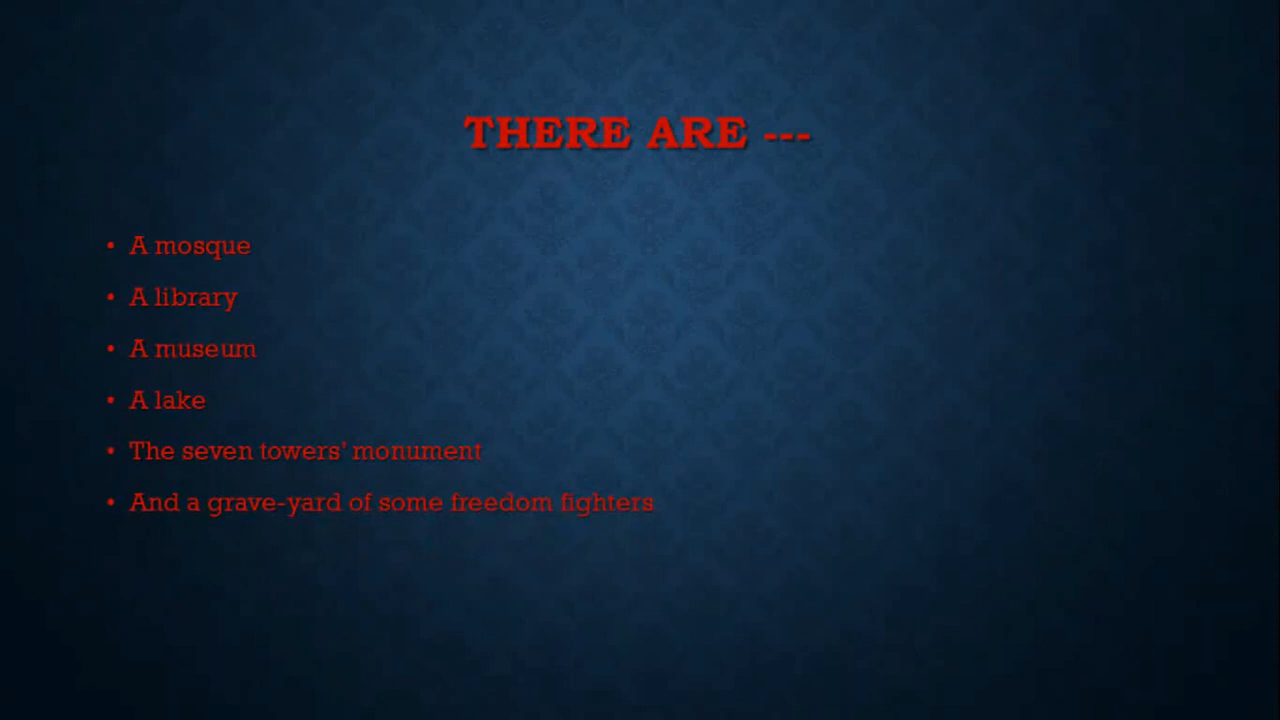 THERE ARE ---
• A mosque
• A library
• A museum
• A lake
• The seven towers’ monument
• And a grave-yard of some freedom fighters